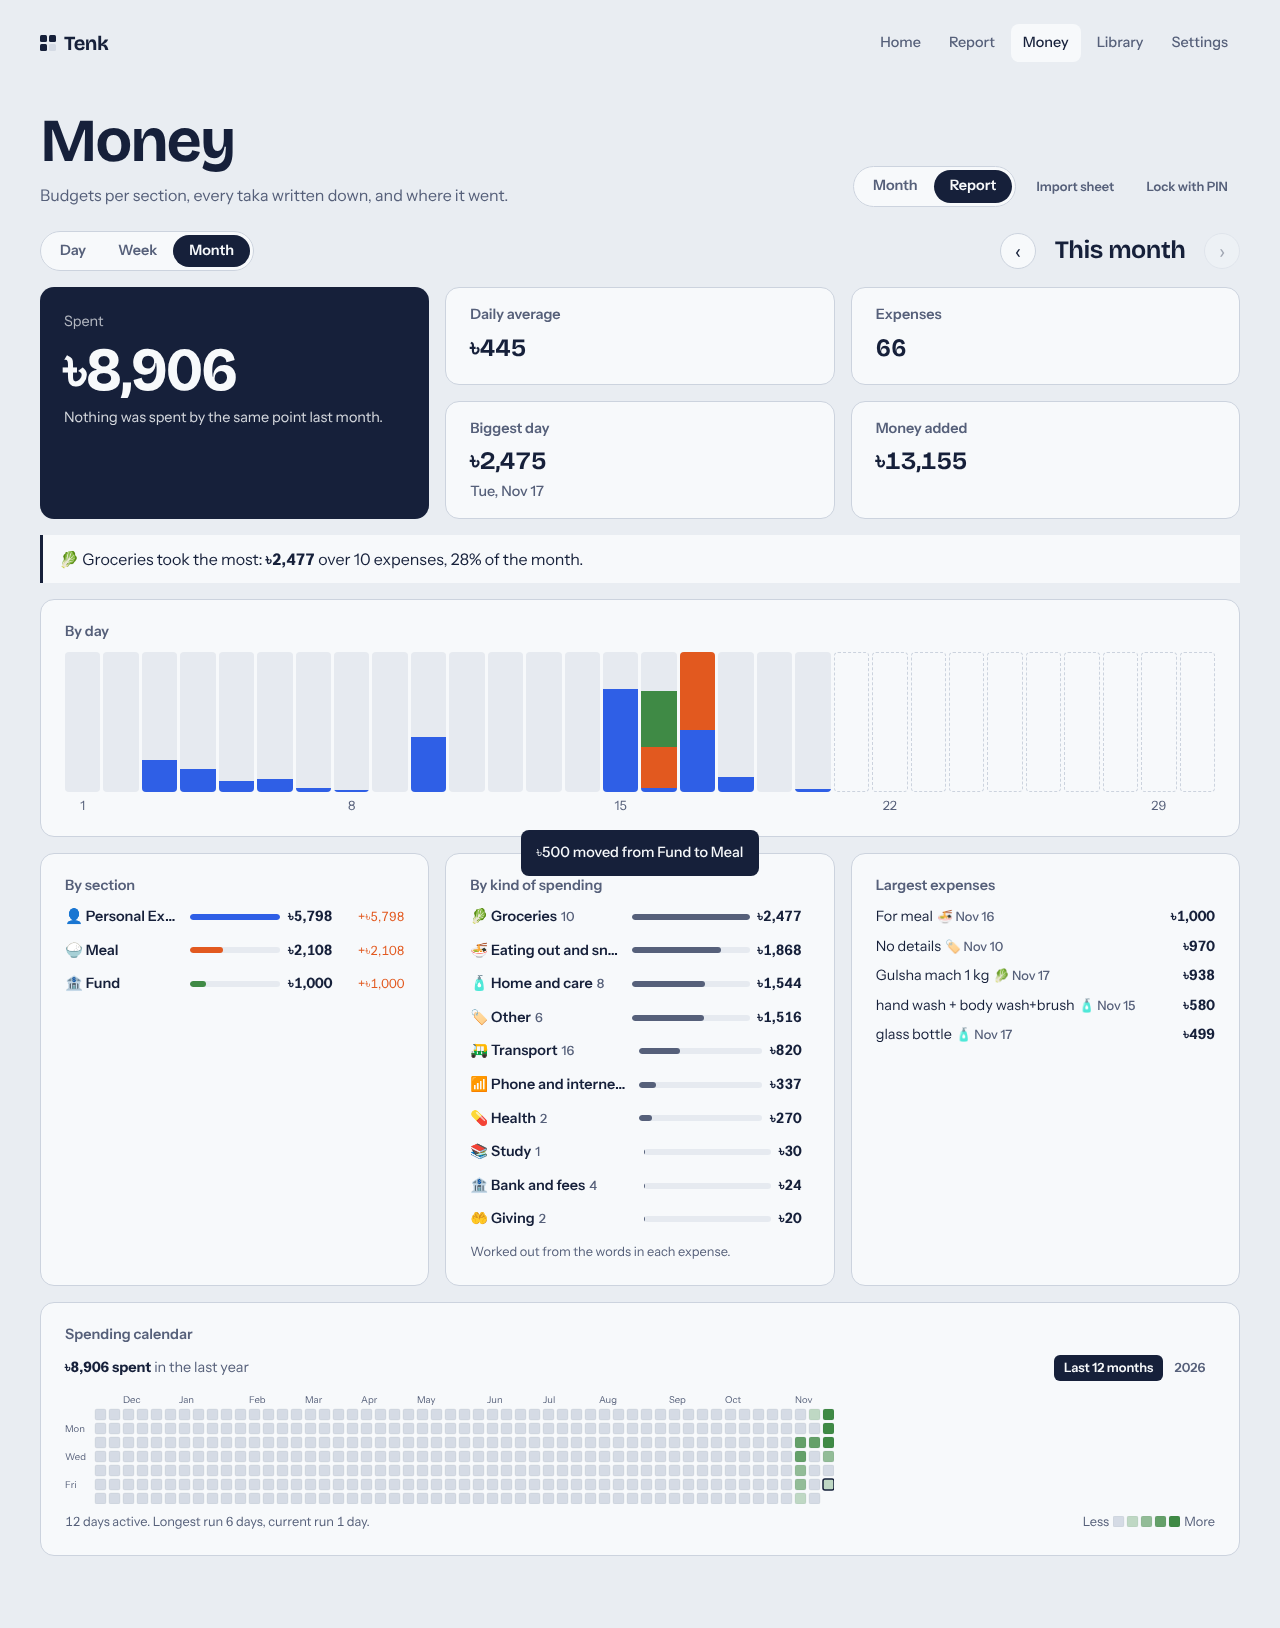 Tenk
Home Report Money Library Settings
Money
Budgets per section, every taka written down, and where it went.
Month Report Import sheet Lock with PIN
Day Week Month
‹ This month ›
Spent
৳8,906
Nothing was spent by the same point last month.
Daily average
৳445
Expenses
66
Biggest day
৳2,475
Tue, Nov 17
Money added
৳13,155
🥬 Groceries took the most: ৳2,477 over 10 expenses, 28% of the month.
By day
1 8 15 22 29
৳500 moved from Fund to Meal
By section
👤 Personal Ex... ৳5,798 +৳5,798
🍚 Meal ৳2,108 +৳2,108
🏦 Fund ৳1,000 +৳1,000
By kind of spending
🥬 Groceries 10 ৳2,477
🍜 Eating out and sn... ৳1,868
🧴 Home and care 8 ৳1,544
🏷️ Other 6 ৳1,516
🛺 Transport 16 ৳820
📶 Phone and interne... ৳337
💊 Health 2 ৳270
📚 Study 1 ৳30
🏦 Bank and fees 4 ৳24
🤲 Giving 2 ৳20
Worked out from the words in each expense.
Largest expenses
For meal 🍜 Nov 16 ৳1,000
No details 🏷️ Nov 10 ৳970
Gulsha mach 1 kg 🥬 Nov 17 ৳938
hand wash + body wash+brush 🧴 Nov 15 ৳580
glass bottle 🧴 Nov 17 ৳499
Spending calendar
৳8,906 spent in the last year
Last 12 months 2026
Dec Jan Feb Mar Apr May Jun Jul Aug Sep Oct Nov
Mon
Wed
Fri
12 days active. Longest run 6 days, current run 1 day.
Less More